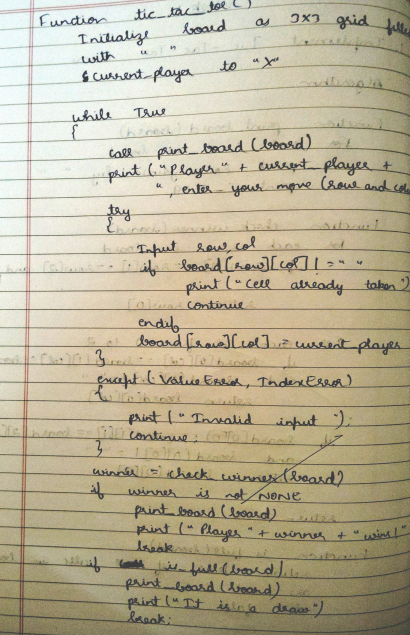 Function tic_tac_toe()
Initialize board as 3x3 grid filled
with " "
& current_player to "X"
while True
{
call print_board (board)
print ("Player" + current_player +
", enter your move (row and col
try
{
Input row, col
if board[row][col] != " "
print ("Cell already taken")
continue
endif
board[row][col] = current_player
}
except (ValueError, IndexError)
{
print ("Invalid input");
continue;
}
winner = check_winner(board)
if winner is not NONE
print_board (board)
print ("Player" + winner + "wins!"
break
if is_full(board)
print_board (board)
print ("It is a draw")
break;